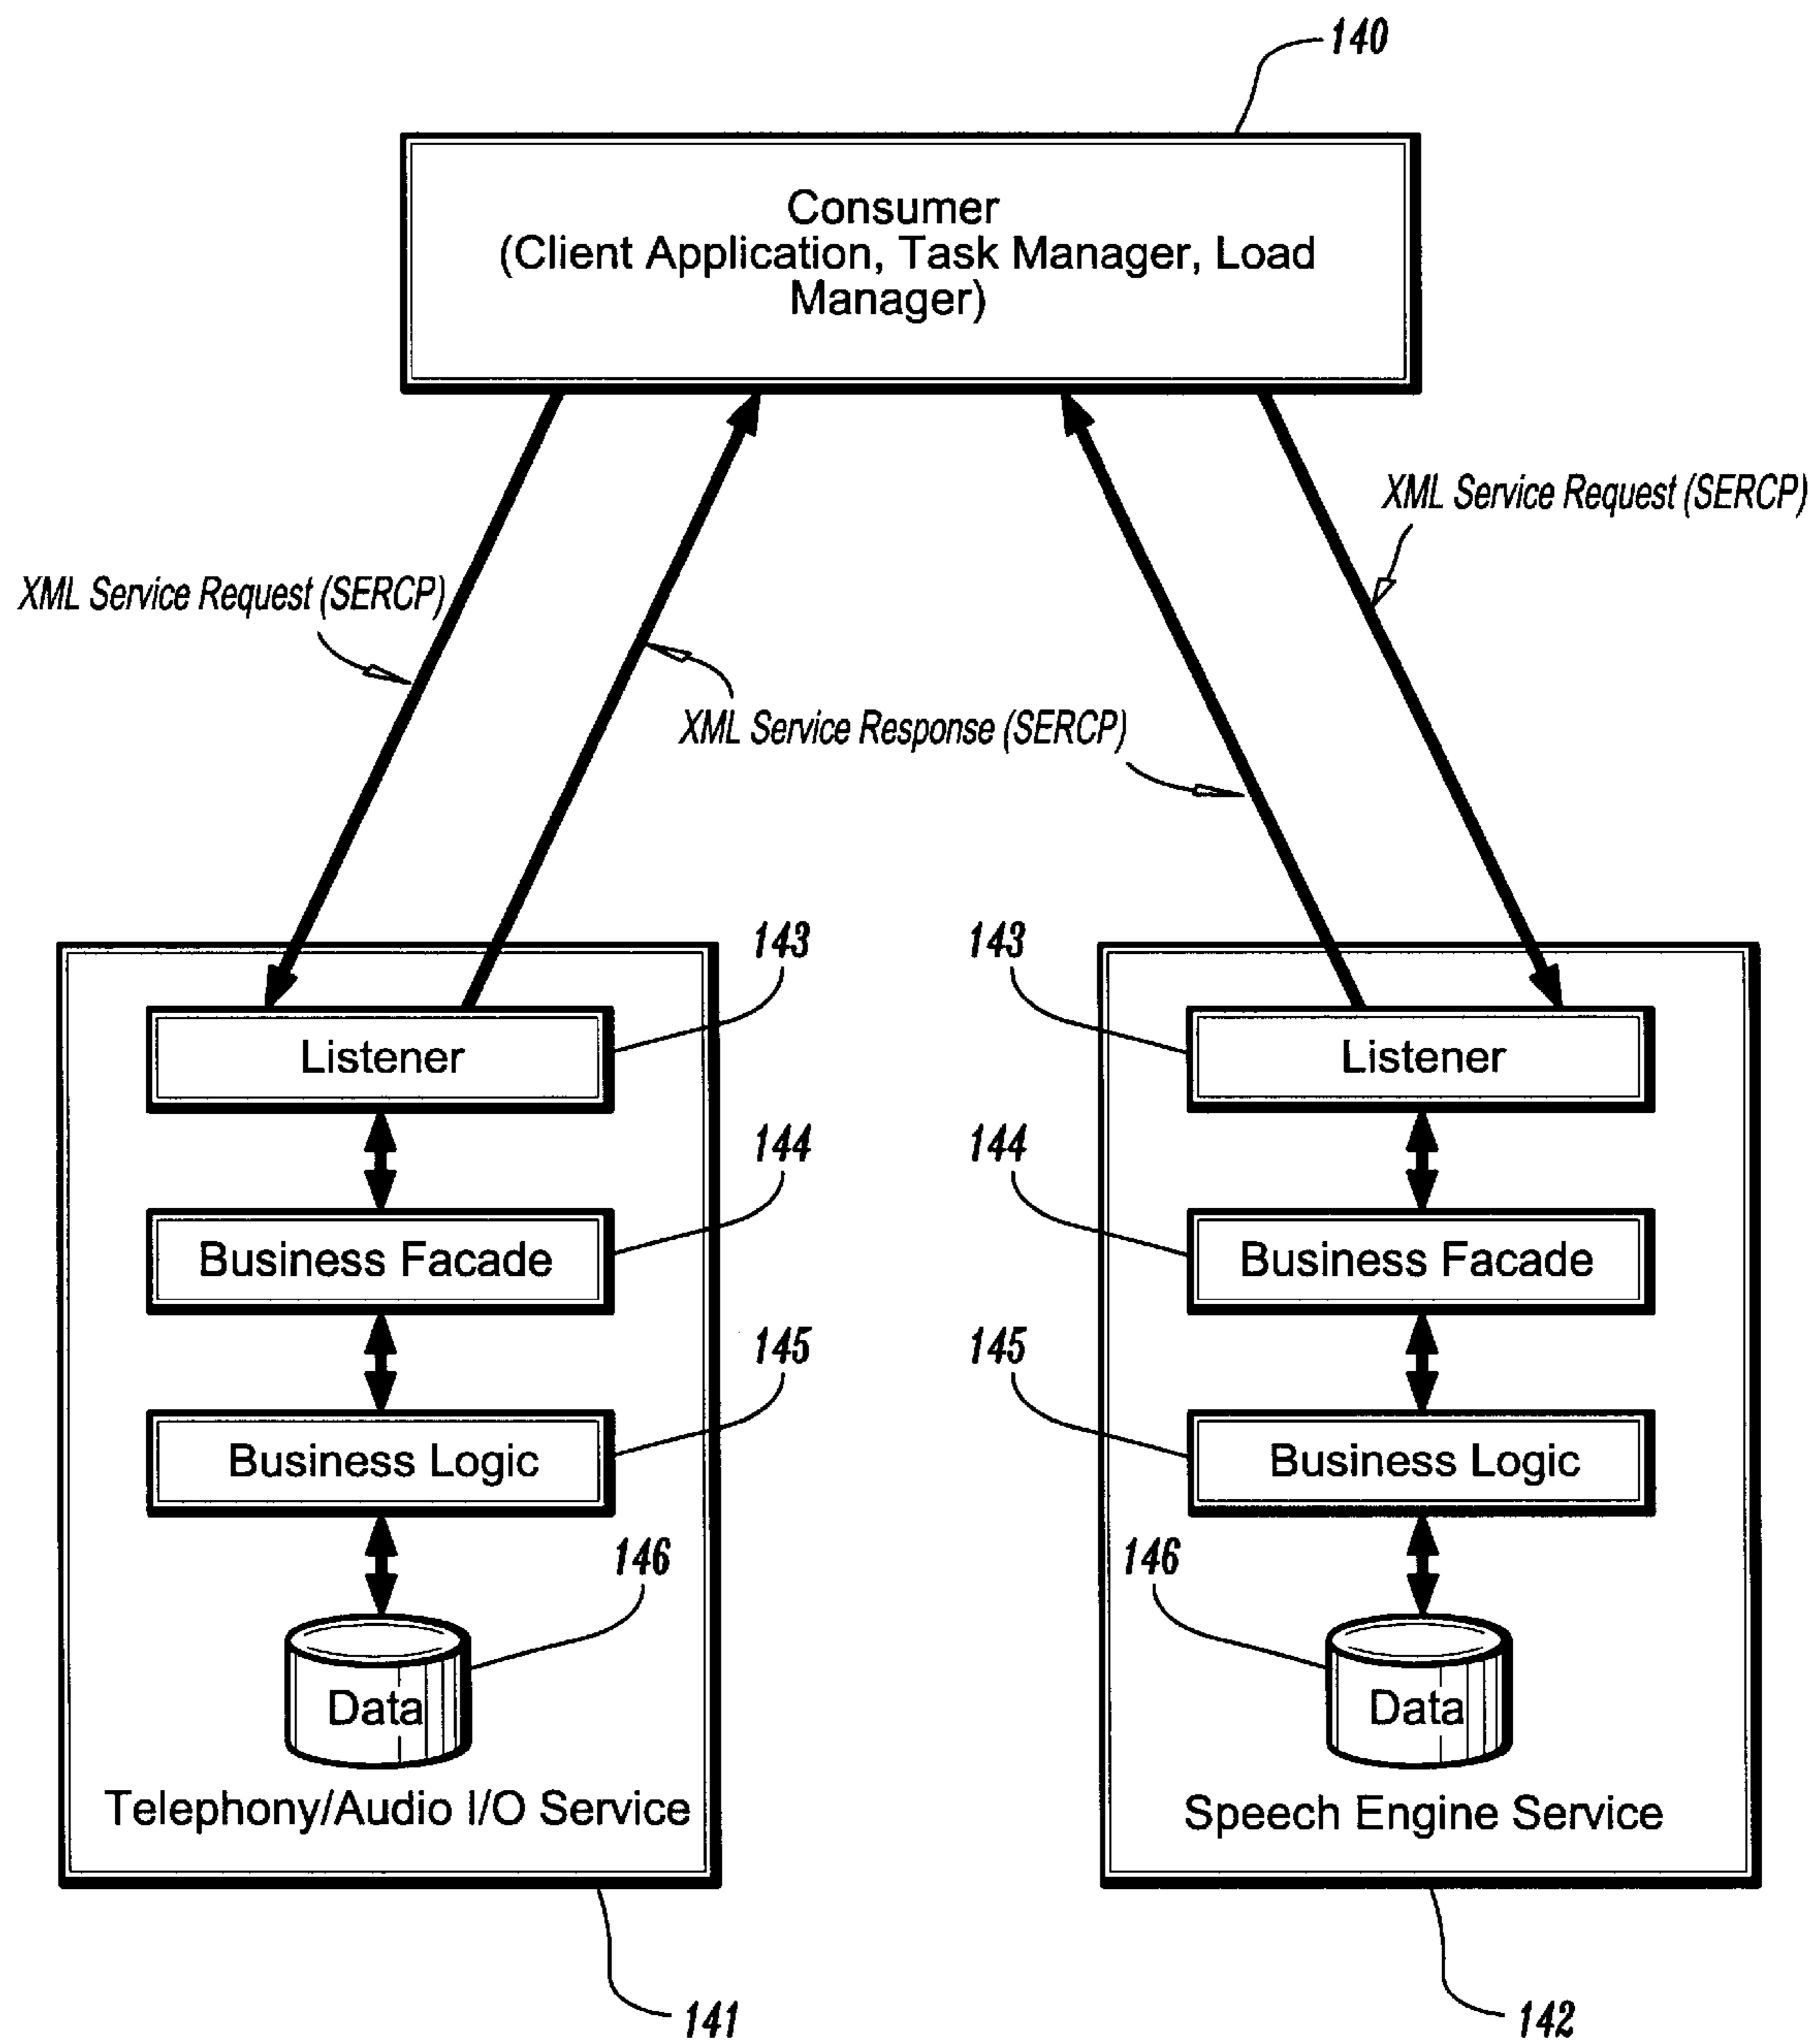 140
Consumer
(Client Application, Task Manager, Load
Manager)
XML Service Request (SERCP)
XML Service Request (SERCP)
XML Service Response (SERCP)
143
143
Listener
Listener
144
144
Business Facade
Business Facade
145
145
Business Logic
Business Logic
146
146
Data
Data
Telephony/Audio I/O Service
Speech Engine Service
141
142